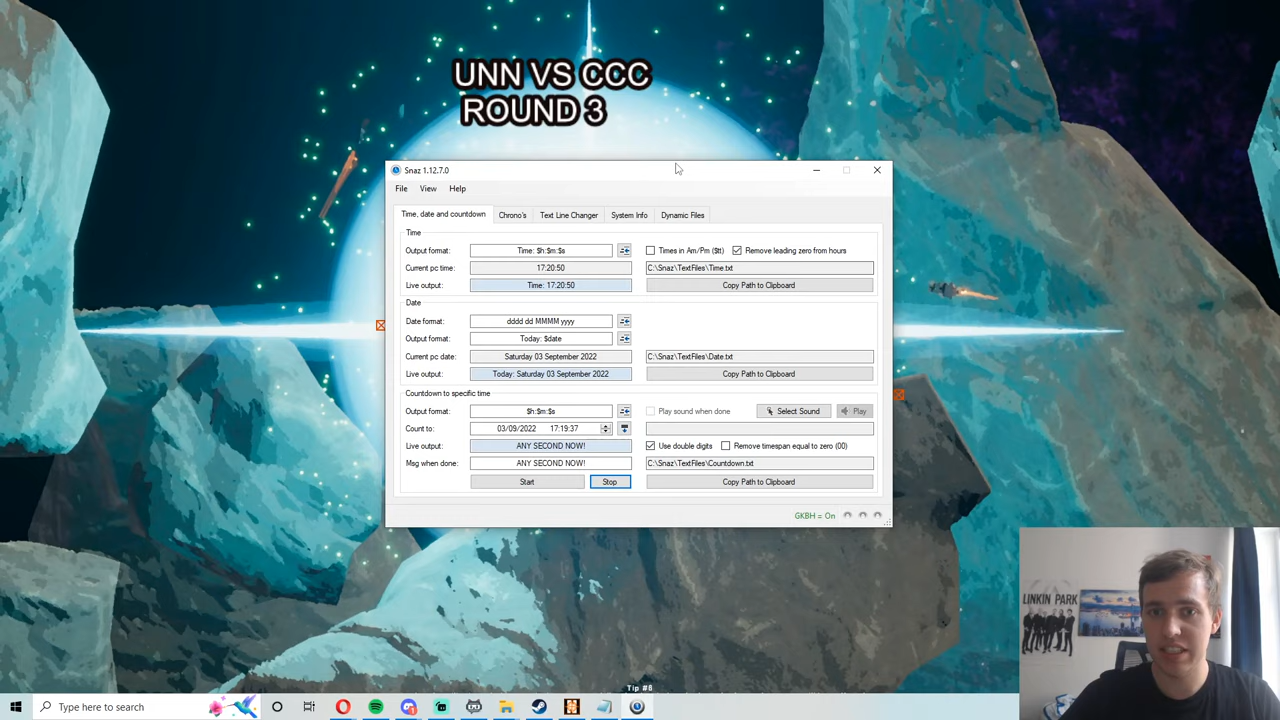 UNN VS CCC
ROUND 3
Snaz 1.12.7.0
File View Help
Time, date and countdown Chrono's Text Line Changer System Info Dynamic Files
Time
Output format: Time: $h:$m:$s Times in Am/Pm ($tt) Remove leading zero from hours
Current pc time: 17:20:50 C:\Snaz\TextFiles\Time.txt
Live output: Time: 17:20:50 Copy Path to Clipboard
Date
Date format: dddd dd MMMM yyyy
Output format: Today: $date
Current pc date: Saturday 03 September 2022 C:\Snaz\TextFiles\Date.txt
Live output: Today: Saturday 03 September 2022 Copy Path to Clipboard
Countdown to specific time
Output format: $h:$m:$s Play sound when done Select Sound Play
Count to: 03/09/2022 17:19:37
Live output: ANY SECOND NOW! Use double digits Remove timespan equal to zero (00)
Msg when done: ANY SECOND NOW! C:\Snaz\TextFiles\Countdown.txt
Start Stop Copy Path to Clipboard
GKBH = On
LINKIN PARK
Tip #6
Type here to search